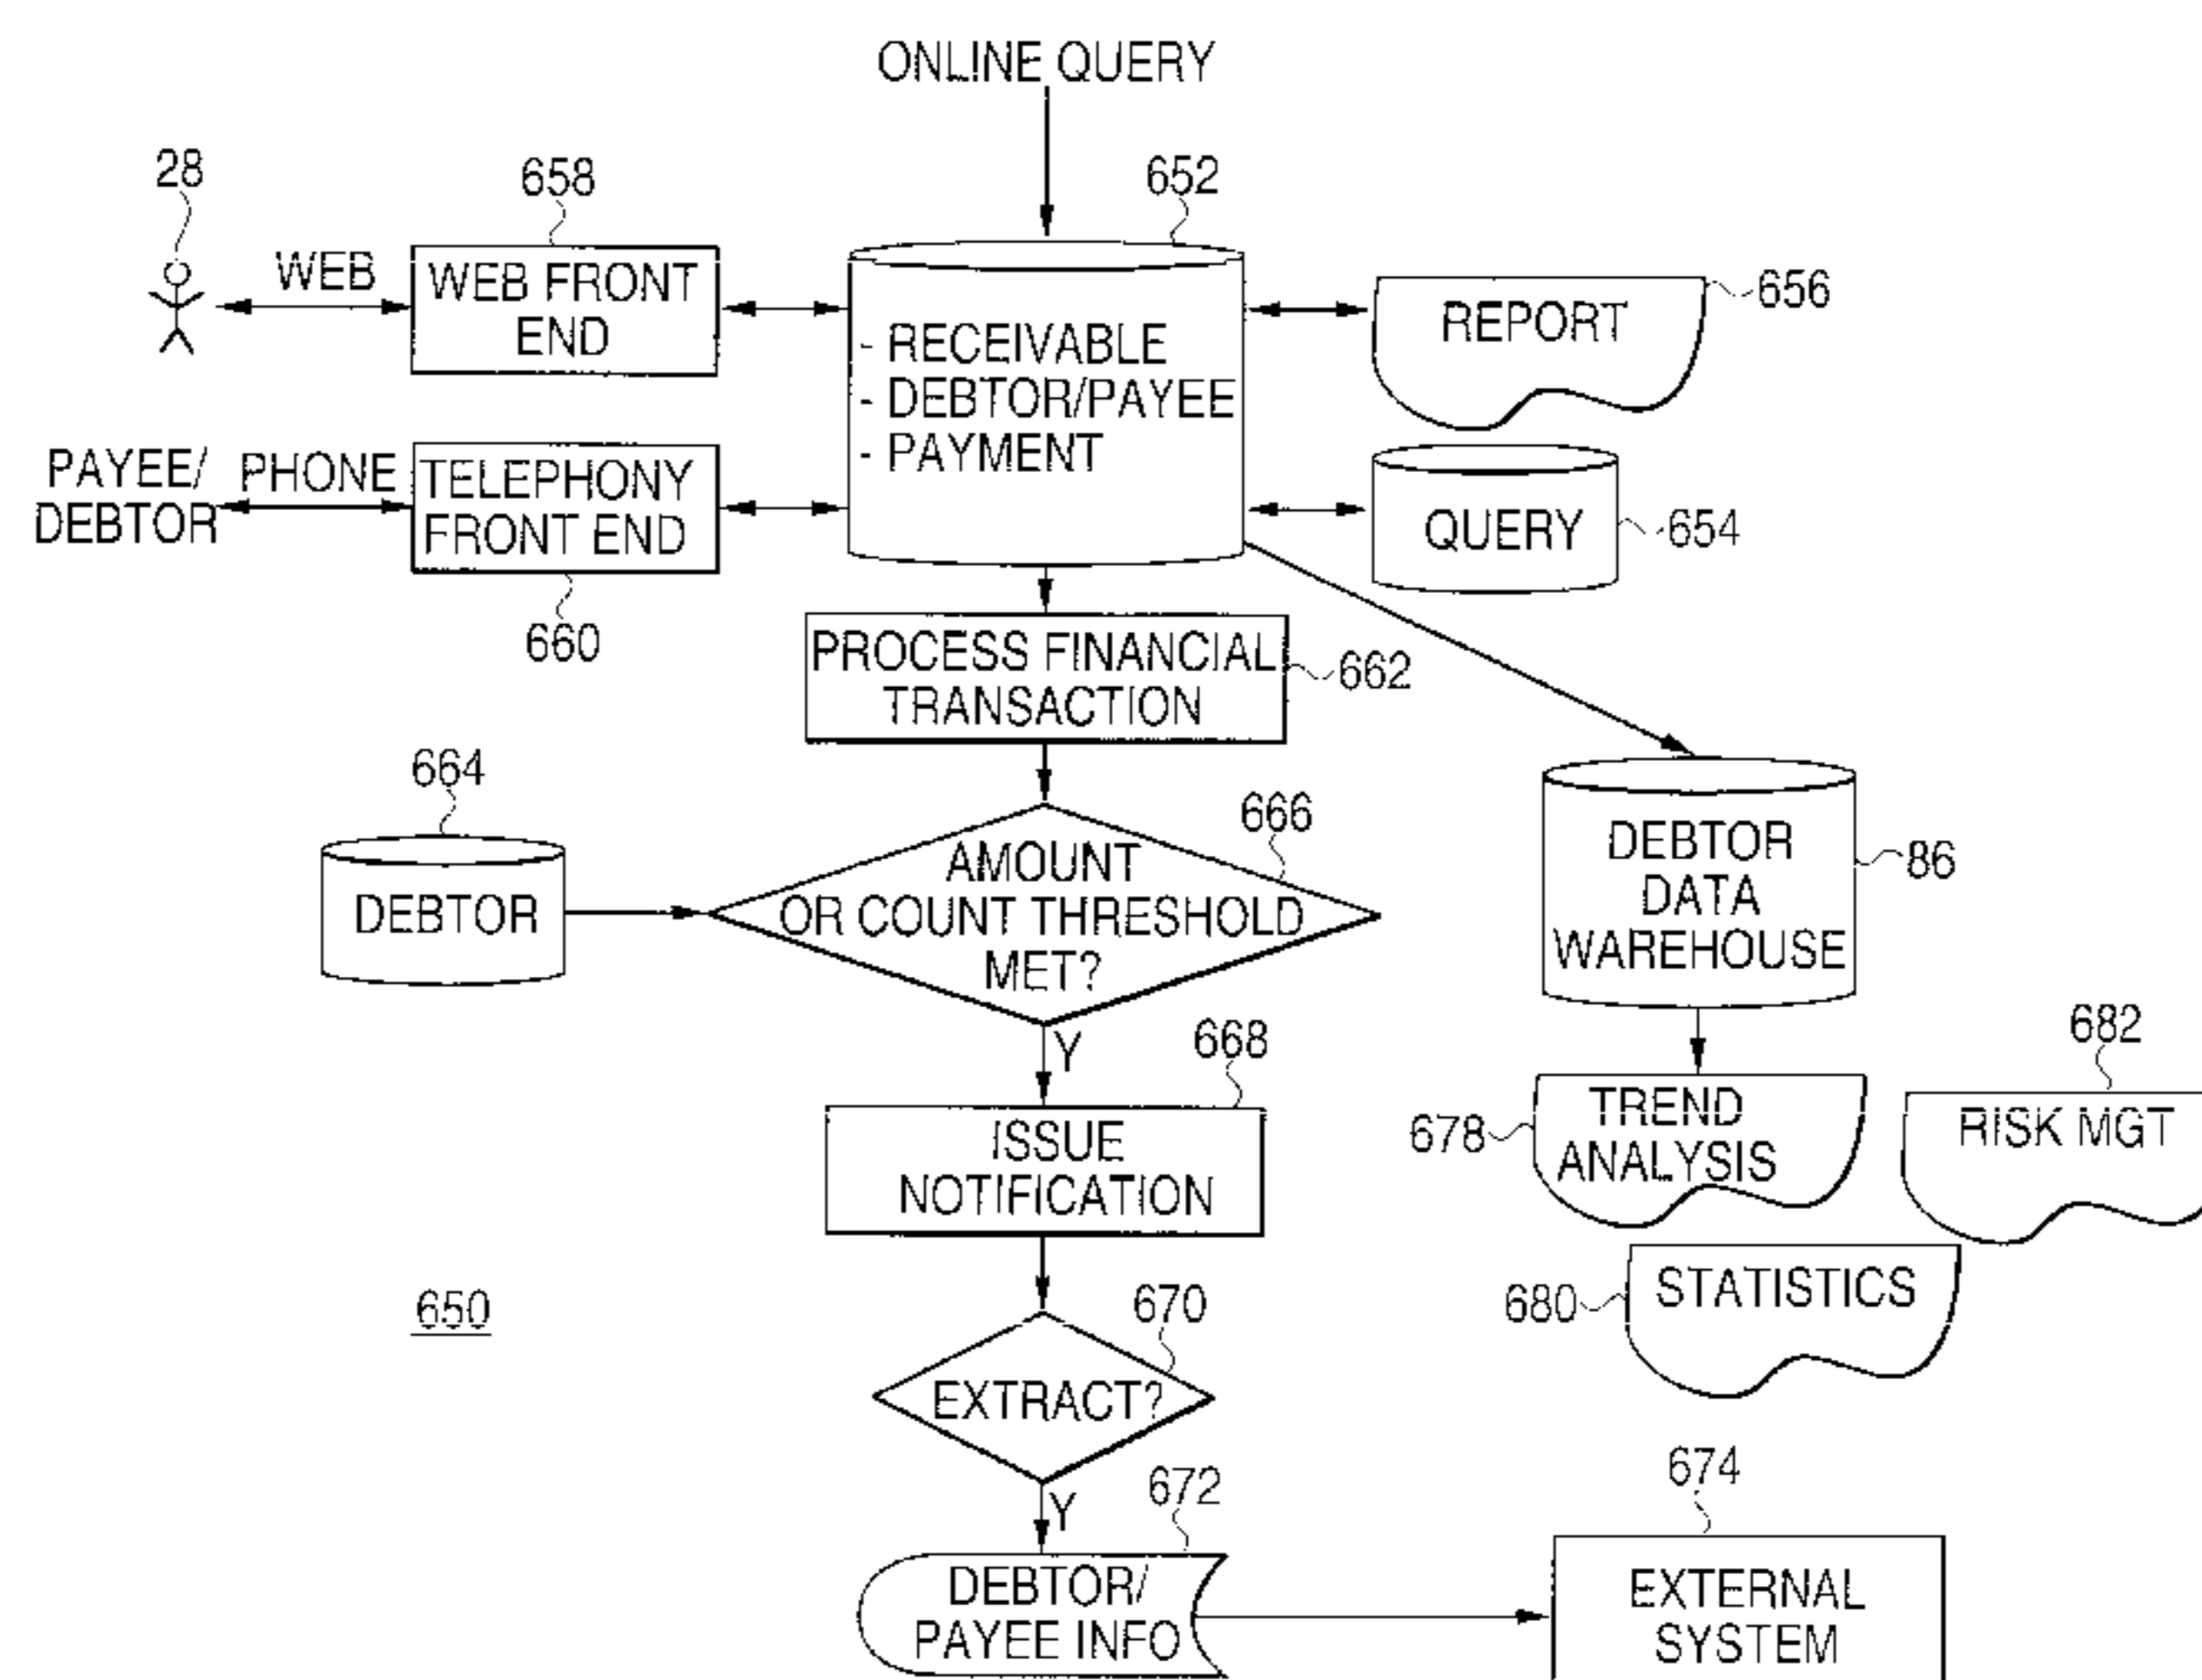 ONLINE QUERY
28
658
652
WEB
WEB FRONT
END
- RECEIVABLE
- DEBTOR/PAYEE
- PAYMENT
REPORT
656
PAYEE/
DEBTOR
PHONE
TELEPHONY
FRONT END
660
QUERY
654
PROCESS FINANCIAL
TRANSACTION
662
664
DEBTOR
666
AMOUNT
OR COUNT THRESHOLD
MET?
DEBTOR
DATA
WAREHOUSE
86
Y
668
ISSUE
NOTIFICATION
678
TREND
ANALYSIS
682
RISK MGT
680
STATISTICS
650
670
EXTRACT?
Y
672
DEBTOR/
PAYEE INFO
674
EXTERNAL
SYSTEM